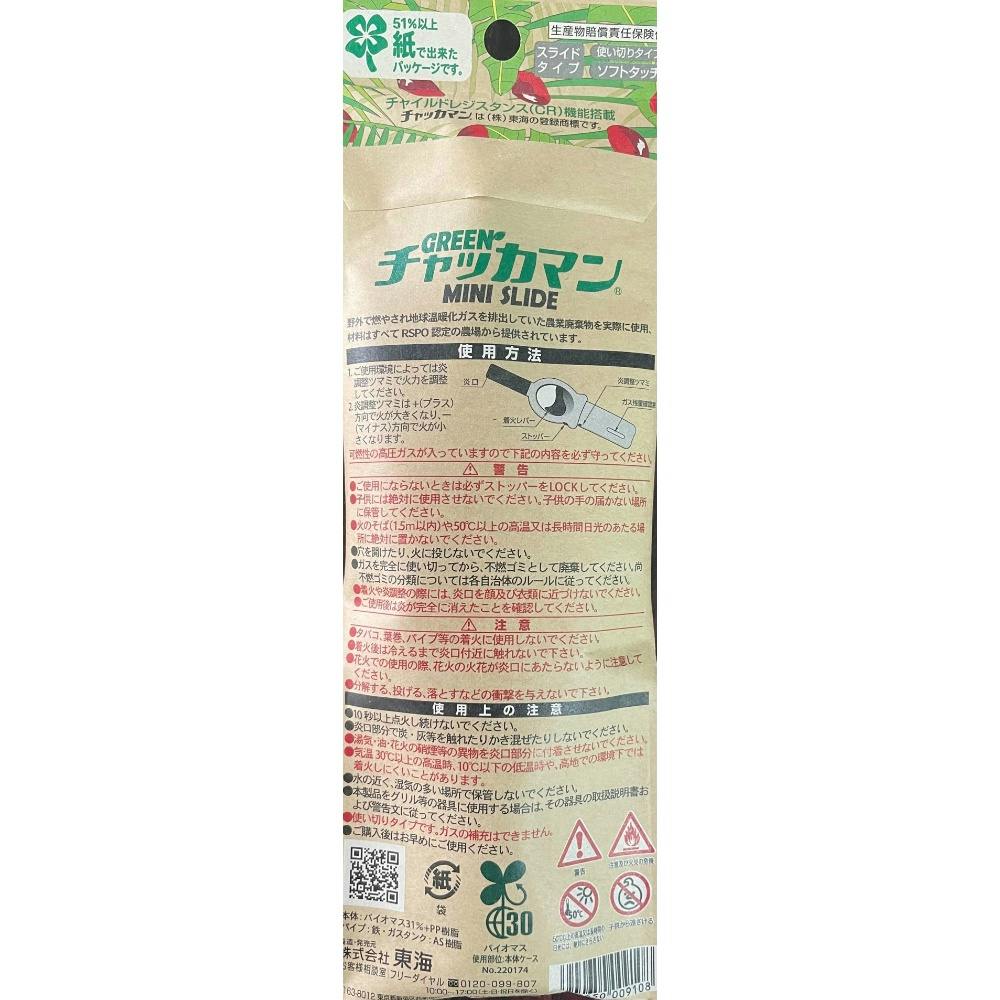 51%以上
紙で出来た
パッケージです。
生産物賠償責任保険
スライド
タイプ
使い切りタイプ
ソフトタッチ
チャイルドレジスタンス(CR)機能搭載
チャッカマンは(株)東海の登録商標です。
GREEN
チャッカマン®
MINI SLIDE
野外で燃やされ地球温暖化ガスを排出していた農業廃棄物を実際に使用、
材料はすべてRSPO認定の農場から提供されています。
使用方法
1. ご使用環境によっては炎
調整ツマミで火力を調整
してください。
2. 炎調整ツマミは+(プラス)
方向で火が大きくなり、−
(マイナス)方向で火が小
さくなります。
炎口
炎調整ツマミ
ガス残量確認
着火レバー
ストッパー
可燃性の高圧ガスが入っていますので下記の内容を必ず守ってください
警告
●ご使用にならないときは必ずストッパーをLOCKしてください。
●子供には絶対に使用させないでください。子供の手の届かない場所
に保管してください。
●火のそば(1.5m以内)や50℃以上の高温又は長時間日光のあたる場
所に絶対に置かないでください。
●穴を開けたり、火に投じないでください。
●ガスを完全に使い切ってから、不燃ゴミとして廃棄してください。尚
不燃ゴミの分類については各自治体のルールに従ってください。
●着火や炎調整の際には、炎口を顔及び衣類に近づけないでください。
●ご使用後は炎が完全に消えたことを確認してください。
注意
●タバコ、葉巻、パイプ等の着火に使用しないでください。
●着火後は冷えるまで炎口付近に触れないで下さい。
●花火での使用の際、花火の火花が炎口にあたらないように注意して
ください。
●分解する、投げる、落とすなどの衝撃を与えないで下さい。
使用上の注意
●10秒以上点火し続けないでください。
●炎口部分で炭・灰等を触れたりかき混ぜたりしないでください。
●湯気・油・花火の硝煙等の異物を炎口部分に付着させないでください。
●気温30℃以上の高温時、10℃以下の低温時や、高地での環境下では
着火しにくいことがあります。
●水の近く、湿気の多い場所で保管しないでください。
●本製品をグリル等の器具に使用する場合は、その器具の取扱説明書お
よび警告文に従ってください。
●使い切りタイプです。ガスの補充はできません。
●ご購入後はお早めにご使用ください。
警告
紙
袋
30
バイオマス
使用部位:本体ケース
No.220174
50℃
子供から遠ざける
本体:バイオマス31%+PP樹脂
パイプ:鉄・ガスタンク:AS樹脂
製造・発売元
株式会社 東海
お客様相談室 フリーダイヤル
0120-099-807
10:00〜17:00(土・日・祝日を除く)
009108